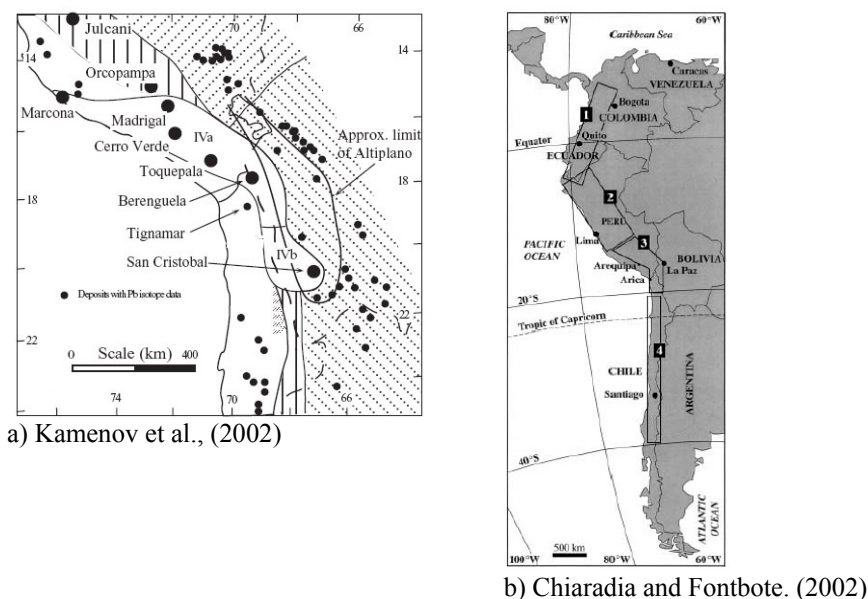 70
66
Julcani
14
14
Orcopampa
Marcona
Madrigal
IVa
Cerro Verde
Approx. limit
of Altiplano
Toquepala
18
18
Berenguela
Tignamar
IVb
San Cristobal
Deposits with Pb isotope data
22
22
0 Scale (km) 400
74
70
66
a) Kamenov et al., (2002)
80°W
60°W
Caribbean Sea
Caracas
VENEZUELA
Bogota
1
COLOMBIA
Equator
Quito
ECUADOR
2
PERU
PACIFIC
OCEAN
Lima
3
BOLIVIA
La Paz
Arequipa
Arica
20°S
Tropic of Capricorn
4
CHILE
ARGENTINA
Santiago
40°S
ATLANTIC
OCEAN
500 km
100°W
80°W
60°W
b) Chiaradia and Fontbote. (2002)